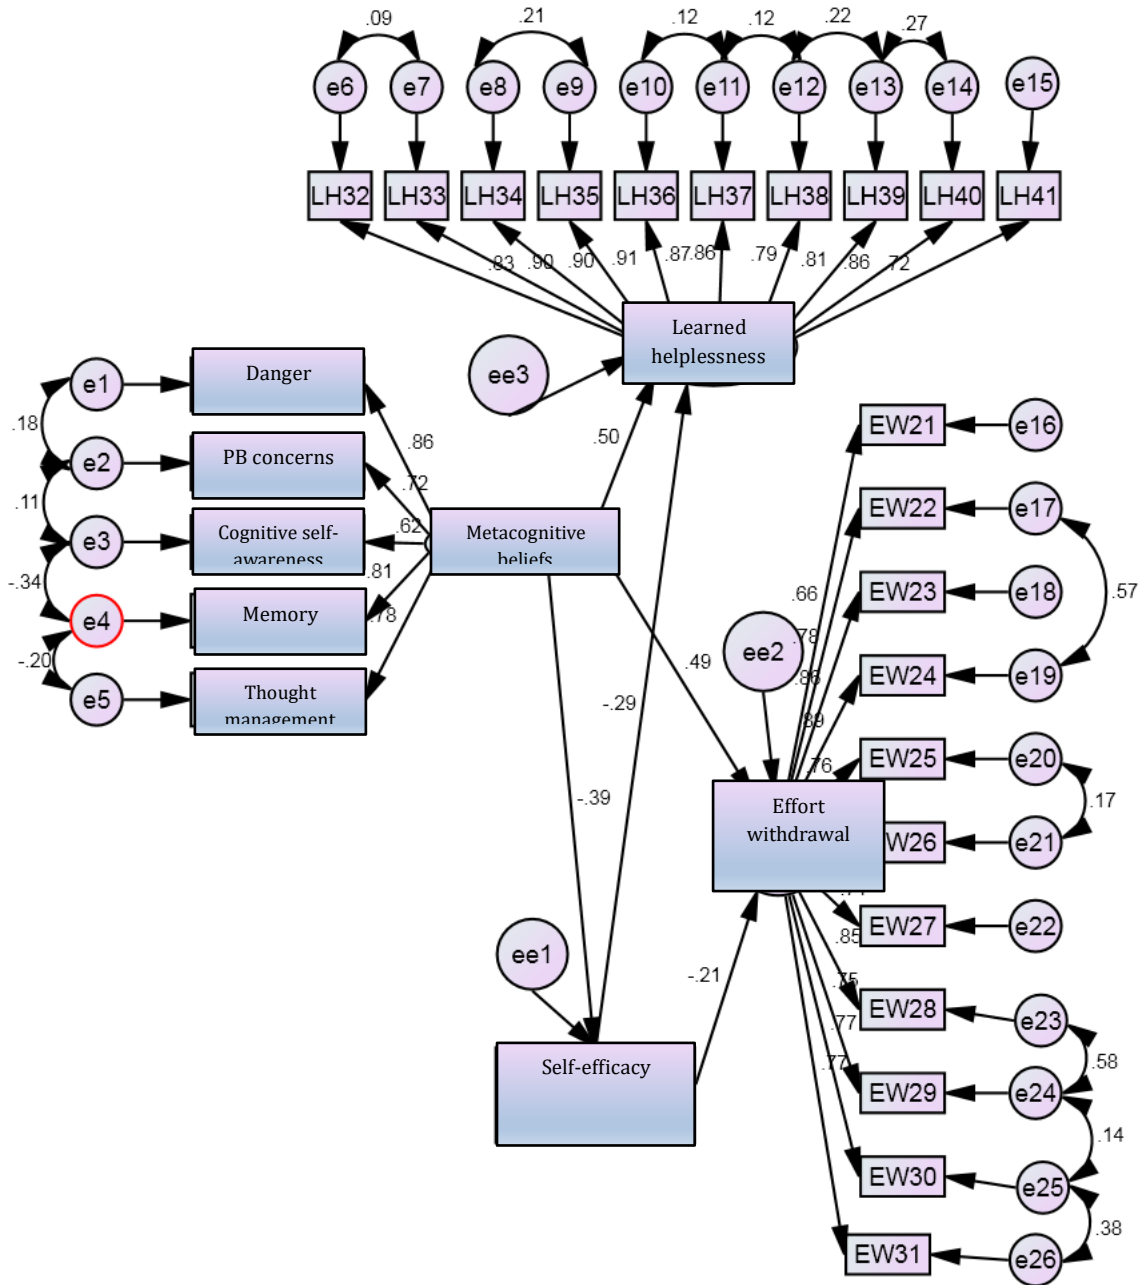 .09
.21
.12
.12
.22
.27
e6
e7
e8
e9
e10
e11
e12
e13
e14
e15
LH32
LH33
LH34
LH35
LH36
LH37
LH38
LH39
LH40
LH41
.83
.90
.90
.91
.87
.86
.79
.81
.86
.72
Learned
helplessness
ee3
e1
Danger
.18
.86
.50
e2
PB concerns
.72
.11
e3
Cognitive self-
awareness
.62
Metacognitive
beliefs
-.34
.81
e4
Memory
.78
-.20
e5
Thought
management
.49
-.29
-.39
ee2
EW21
e16
EW22
e17
EW23
e18
.57
EW24
e19
.66
.78
.86
.89
.76
EW25
e20
.17
Effort
withdrawal
W26
e21
EW27
e22
.85
.75
.77
.77
EW28
e23
.58
EW29
e24
.14
EW30
e25
.38
EW31
e26
ee1
-.21
Self-efficacy